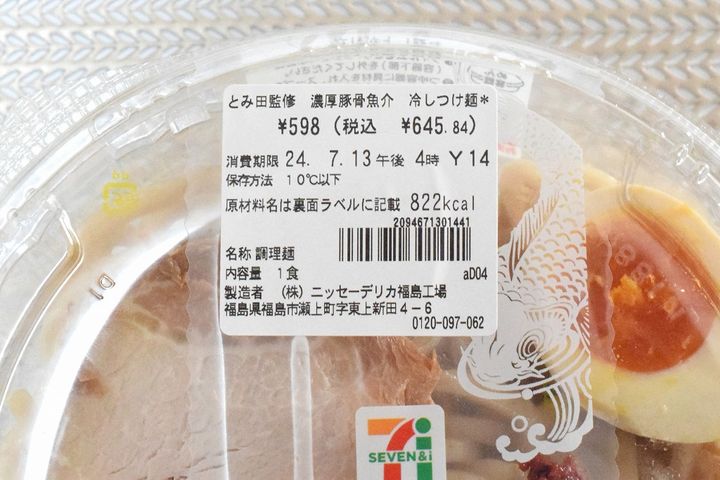 とみ田監修 濃厚豚骨魚介 冷しつけ麺*
¥598(税込 ¥645.84)
消費期限 24. 7.13午後 4時 Y14
保存方法 10℃以下
原材料名は裏面ラベルに記載 822kcal
2094671301441
名称 調理麺
内容量 1食 aD04
製造者 (株)ニッセーデリカ福島工場
福島県福島市瀬上町字東上新田4-6
0120-097-062
SEVEN&i